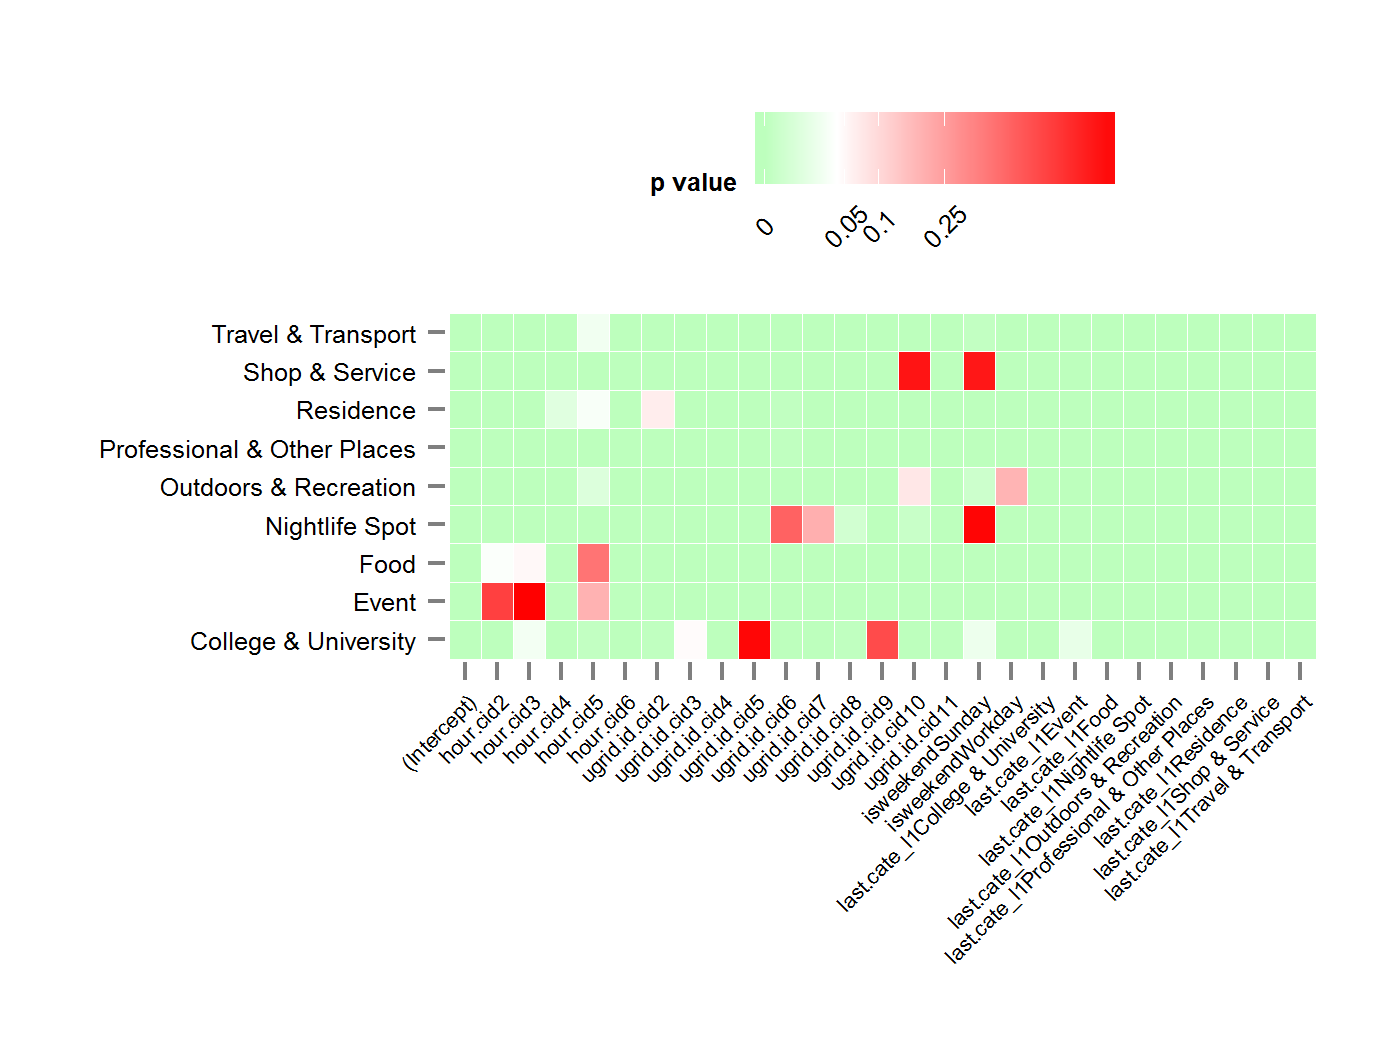 p value
0
0.05
0.1
0.25
Travel & Transport
Shop & Service
Residence
Professional & Other Places
Outdoors & Recreation
Nightlife Spot
Food
Event
College & University
(Intercept)
hour.cid2
hour.cid3
hour.cid4
hour.cid5
hour.cid6
ugrid.id.cid2
ugrid.id.cid3
ugrid.id.cid4
ugrid.id.cid5
ugrid.id.cid6
ugrid.id.cid7
ugrid.id.cid8
ugrid.id.cid9
ugrid.id.cid10
ugrid.id.cid11
isweekendSunday
isweekendWorkday
last.cate_l1College & University
last.cate_l1Event
last.cate_l1Food
last.cate_l1Nightlife Spot
last.cate_l1Outdoors & Recreation
last.cate_l1Professional & Other Places
last.cate_l1Residence
last.cate_l1Shop & Service
last.cate_l1Travel & Transport